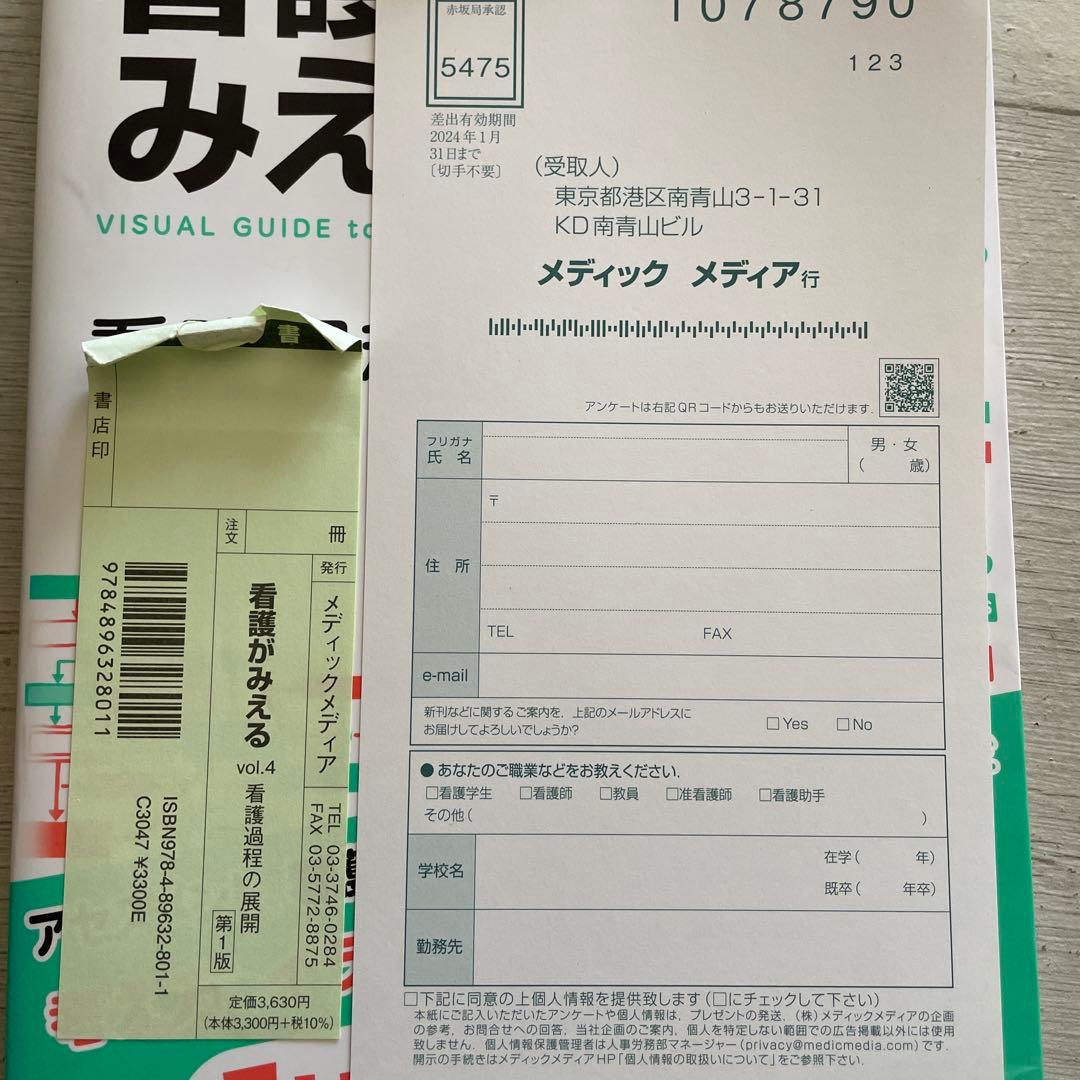 みえ
VISUAL GUIDE to
赤坂局承認
5475
1078790
123
差出有効期間
2024年1月
31日まで
〔切手不要〕
（受取人）
東京都港区南青山3-1-31
KD南青山ビル
メディック メディア行
アンケートは右記QRコードからもお送りいただけます.
フリガナ
氏 名
男・女
( 歳)
住 所
〒
TEL FAX
e-mail
新刊などに関するご案内を，上記のメールアドレスに
お届けしてよろしいでしょうか?
□Yes □No
● あなたのご職業などをお教えください.
□看護学生 □看護師 □教員 □准看護師 □看護助手
その他( )
学校名
在学( 年)
既卒( 年卒)
勤務先
□下記に同意の上個人情報を提供致します（□にチェックして下さい）
本紙にご記入いただいたアンケートや個人情報は，プレゼントの発送，(株)メディックメディアの企画
の参考，お問合せへの回答，当社企画のご案内，個人を特定しない範囲での広告掲載以外には使用
致しません. 個人情報保護管理者は人事労務部マネージャー(privacy@medicmedia.com)です.
開示の手続きはメディックメディアHP「個人情報の取扱いについて」をご参照下さい.
書
書店印
注文
冊
発行
メディックメディア
TEL 03-3746-0284
FAX 03-5772-8875
看護がみえる
vol.4
看護過程の展開
第1版
9784896328011
ISBN978-4-89632-801-1
C3047 ¥3300E
定価3,630円
(本体3,300円+税10%)
ア